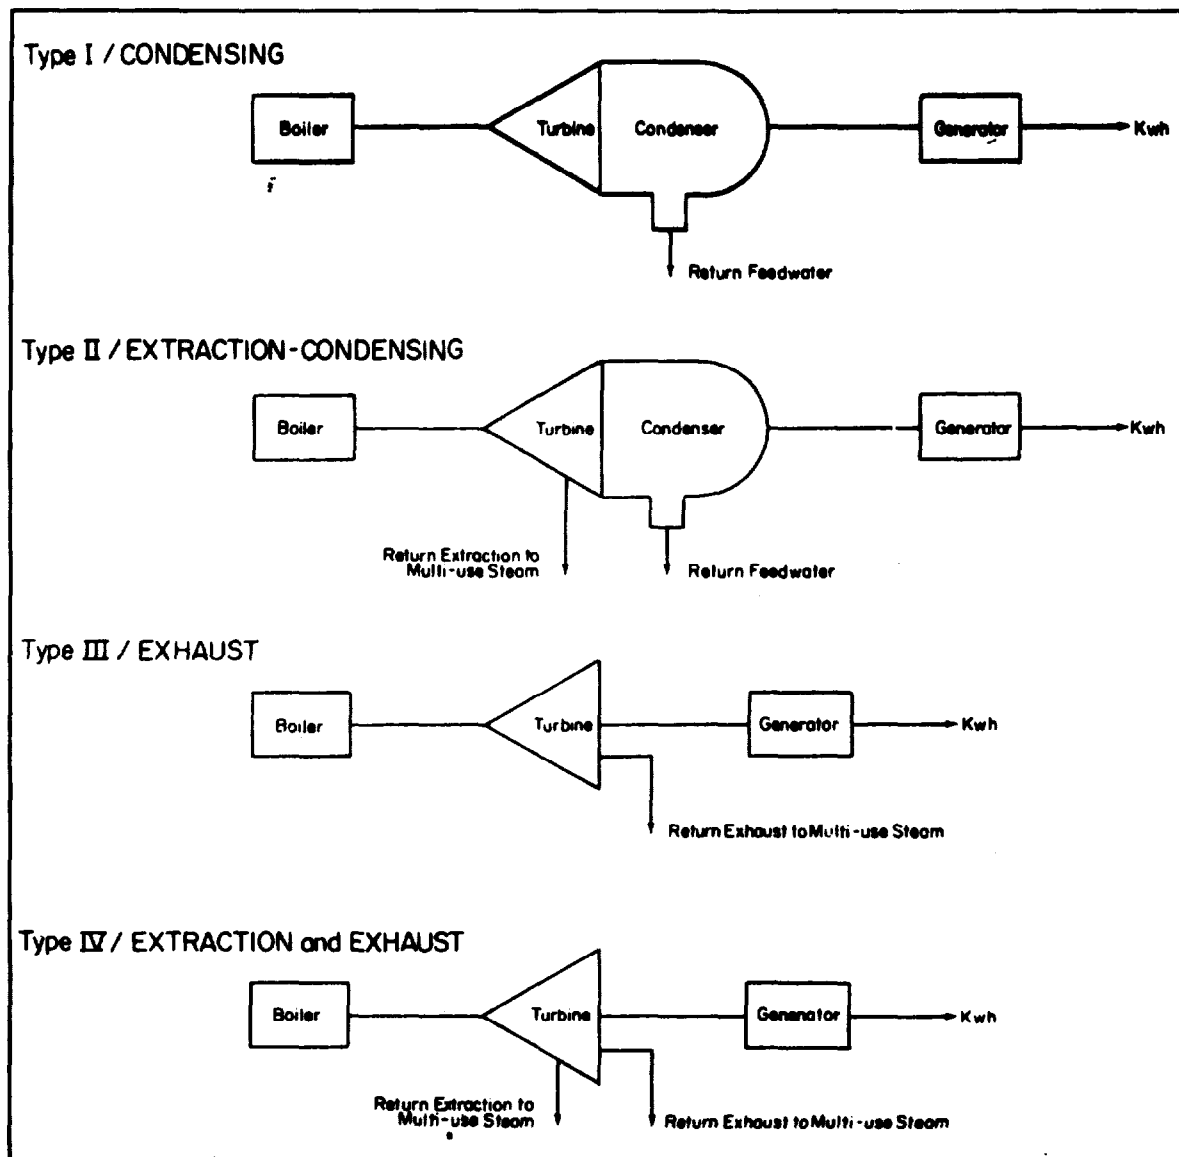 Type I / CONDENSING
Boiler
Turbine
Condenser
Generator
Kwh
Return Feedwater
Type II / EXTRACTION-CONDENSING
Boiler
Turbine
Condenser
Generator
Kwh
Return Extraction to
Multi-use Steam
Return Feedwater
Type III / EXHAUST
Boiler
Turbine
Generator
Kwh
Return Exhaust to Multi-use Steam
Type IV / EXTRACTION and EXHAUST
Boiler
Turbine
Genenator
Kwh
Return Extraction to
Multi-use Steam
Return Exhaust to Multi-use Steam